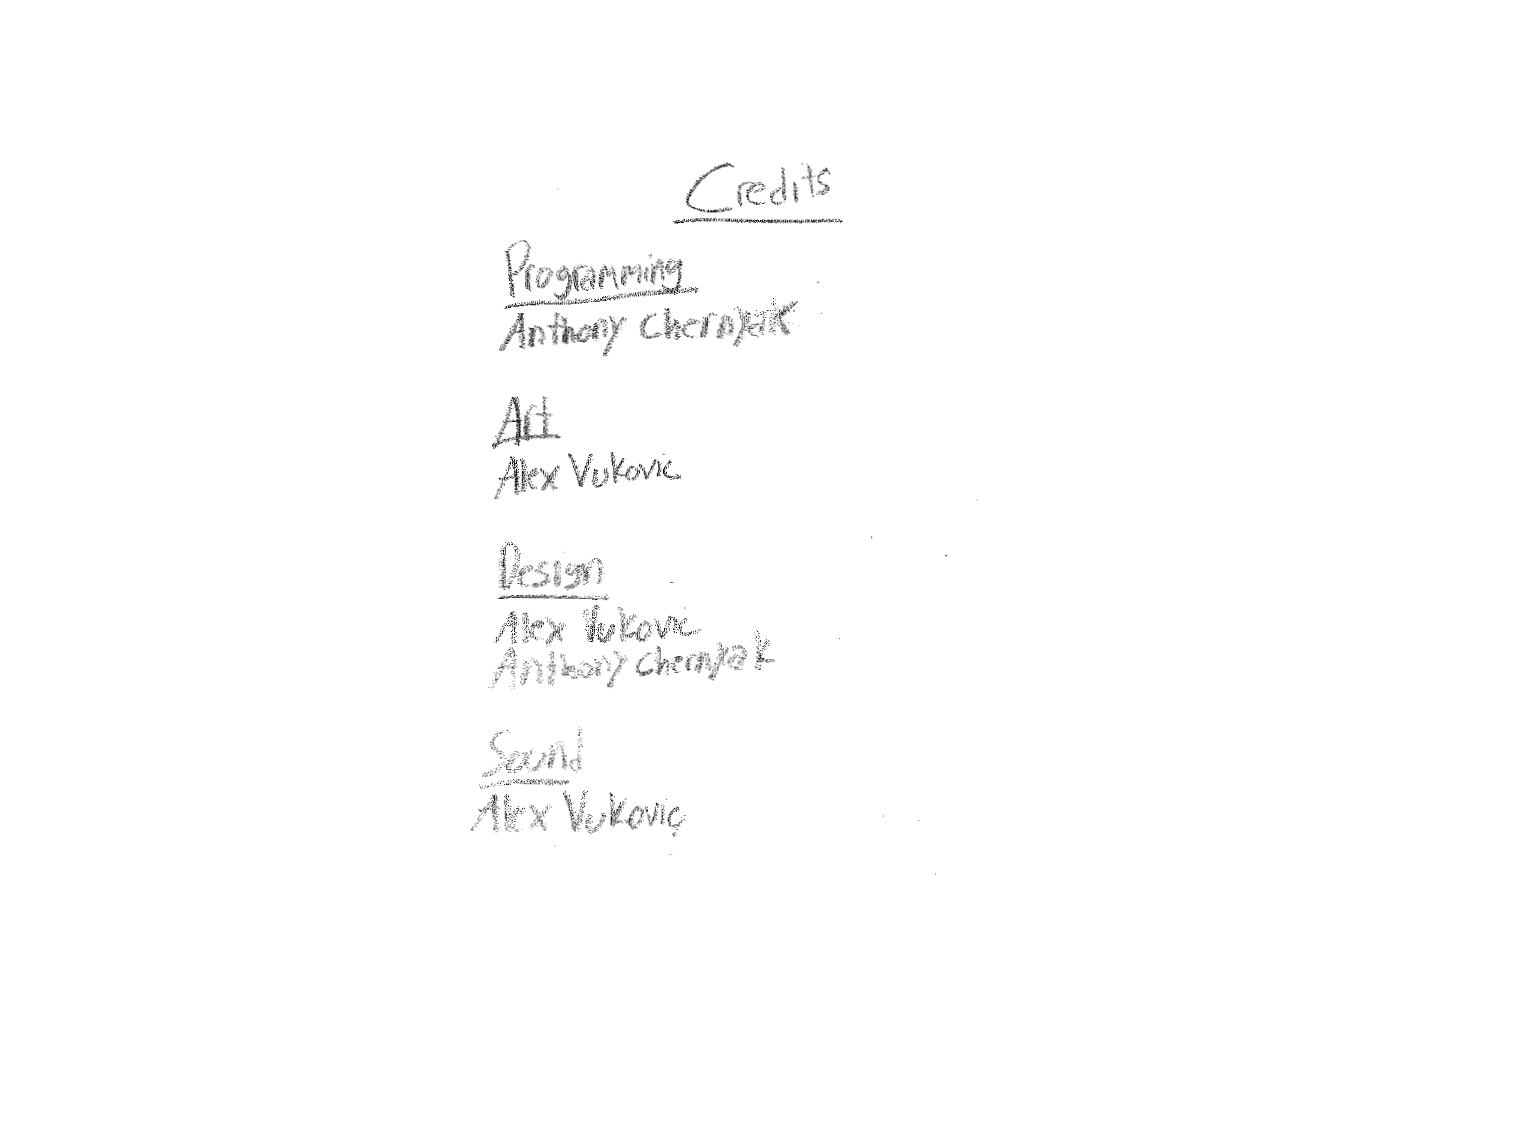 Credits
Programming
Anthony Chernyak
Art
Alex Vukovic
Design
Alex Vukovic
Anthony Chernyak
Sound
Alex Vukovic